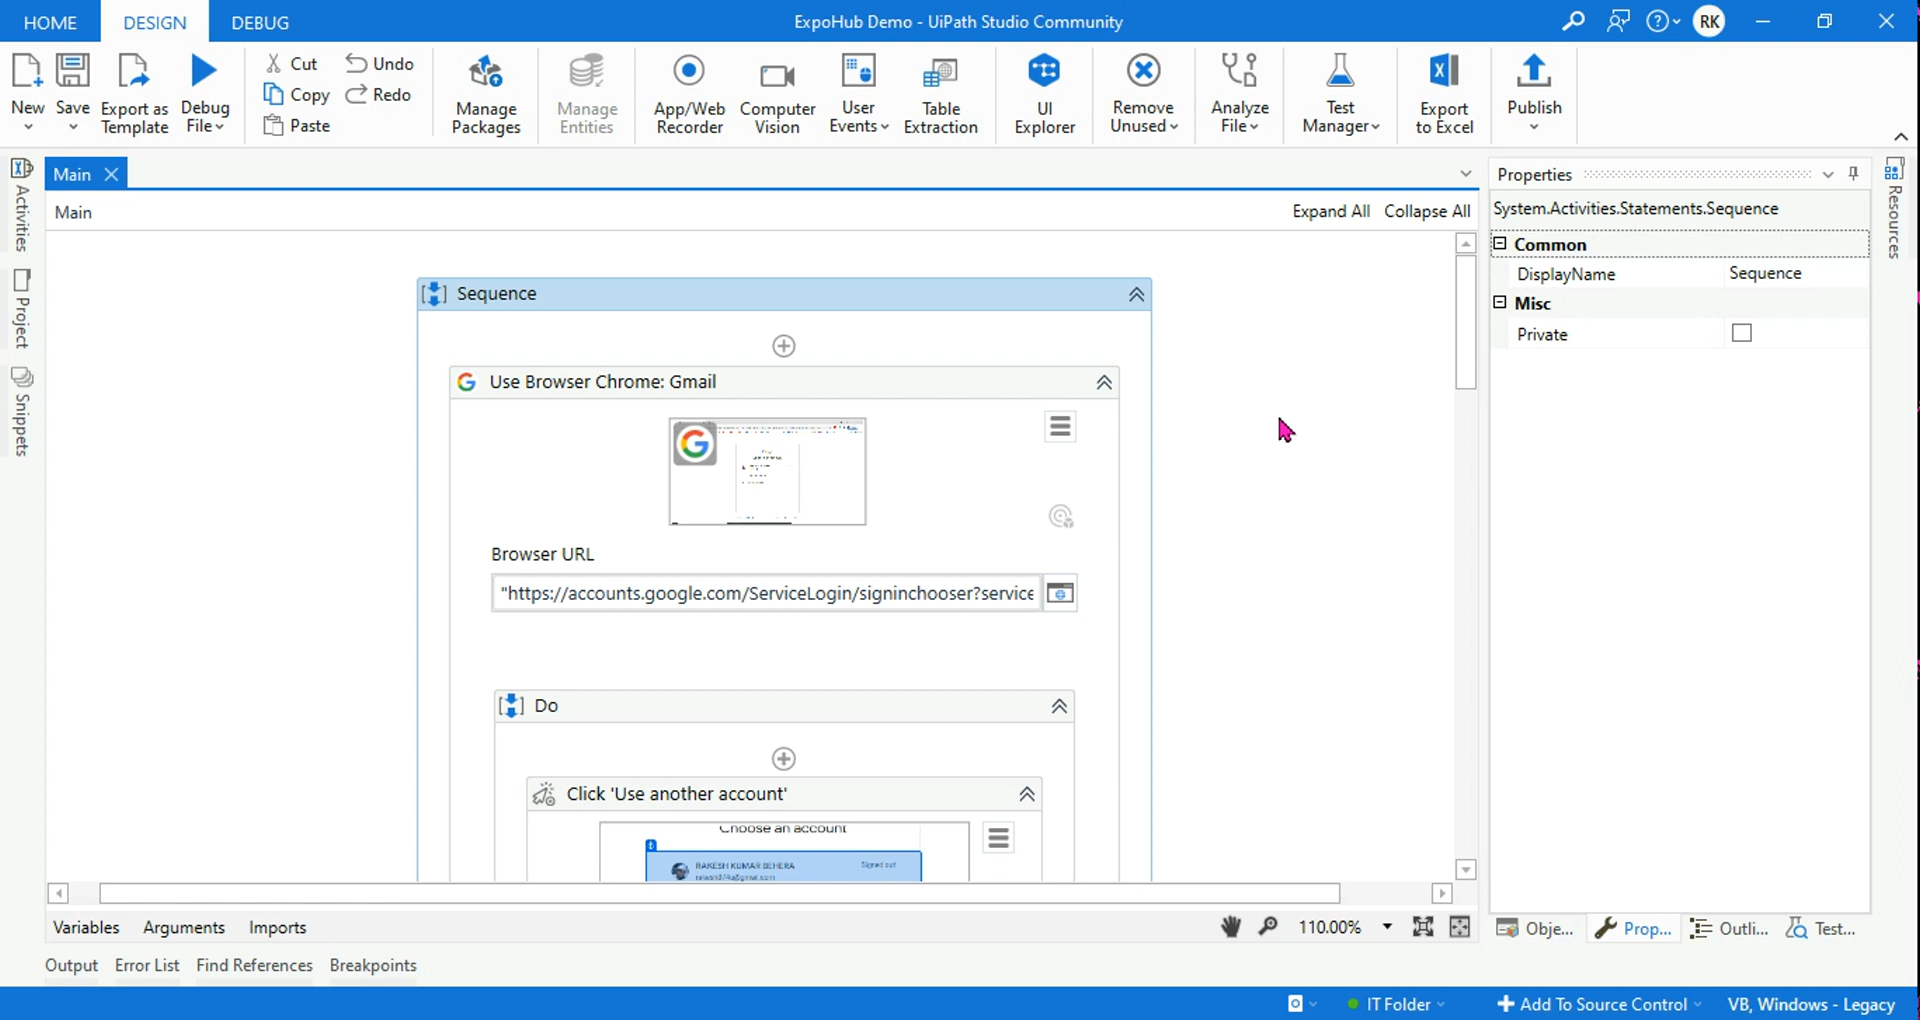 HOME DESIGN DEBUG ExpoHub Demo - UiPath Studio Community RK
New Save Export as Template Debug File Cut Copy Paste Undo Redo Manage Packages Manage Entities App/Web Recorder Computer Vision User Events Table Extraction UI Explorer Remove Unused Analyze File Test Manager Export to Excel Publish
Activities
Project
Snippets
Main
Main Expand All Collapse All
Sequence
Use Browser Chrome: Gmail
Browser URL
"https://accounts.google.com/ServiceLogin/signinchooser?service
Do
Click 'Use another account'
Choose an account
RAKESH KUMAR BEHERA Signed out
Variables Arguments Imports 110.00%
Output Error List Find References Breakpoints
Properties
System.Activities.Statements.Sequence
Common
DisplayName Sequence
Misc
Private
Obje... Prop... Outli... Test...
Resources
IT Folder Add To Source Control VB, Windows - Legacy